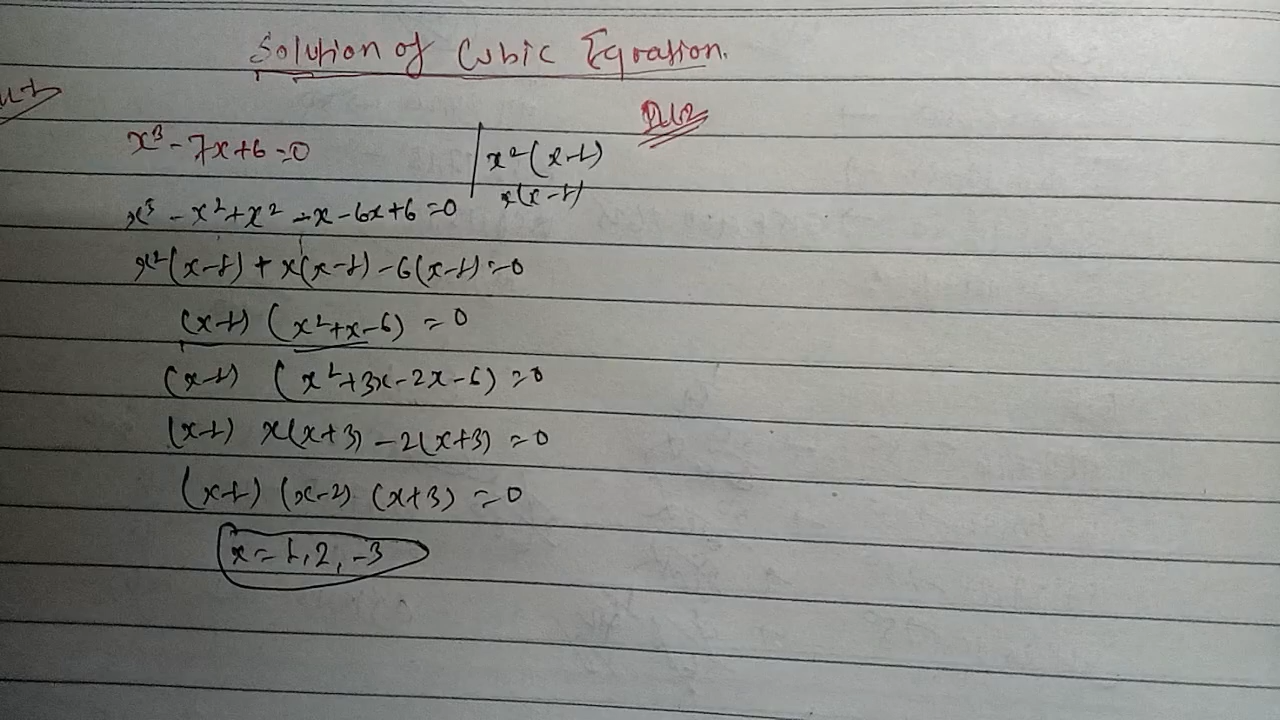 Solution of Cubic Equation.
x³ - 7x + 6 = 0
x³ - x² + x² - x - 6x + 6 = 0
x²(x-1) + x(x-1) - 6(x-1) = 0
(x-1) (x²+x-6) = 0
(x-1) (x²+3x-2x-6) = 0
(x-1) x(x+3) - 2(x+3) = 0
(x-1) (x-2) (x+3) = 0
x = 1, 2, -3
x²(x-1)
x(x-1)